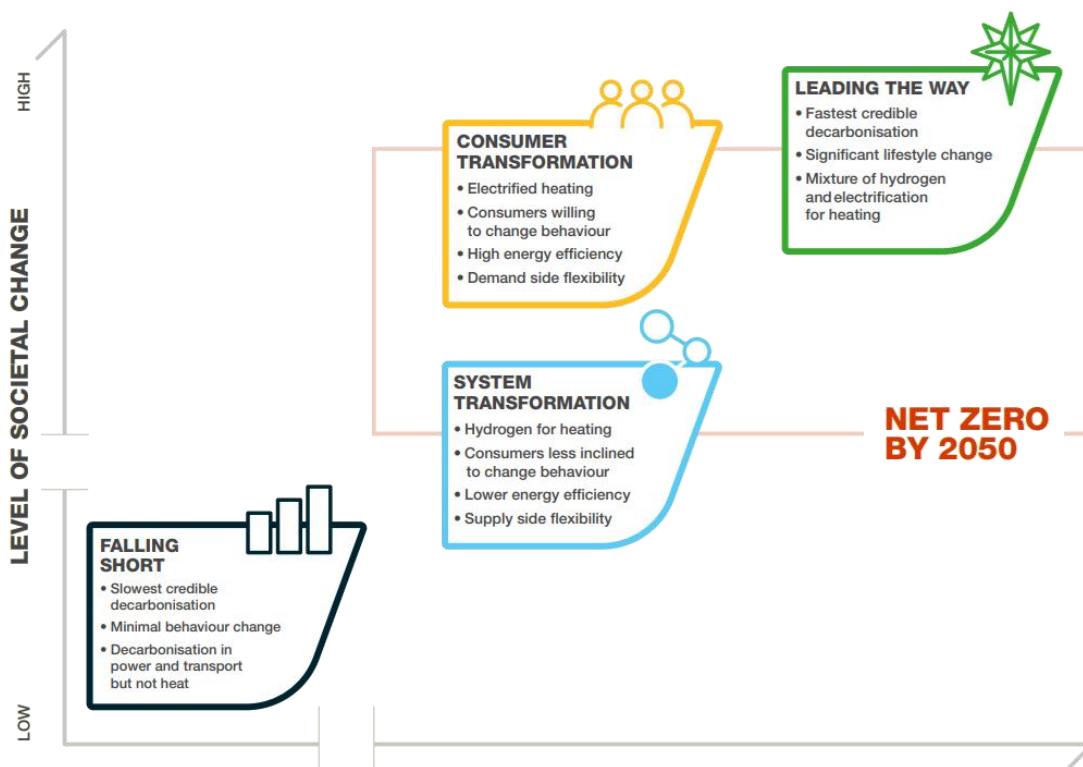 HIGH
LEVEL OF SOCIETAL CHANGE
LOW
LEADING THE WAY
• Fastest credible
decarbonisation
• Significant lifestyle change
• Mixture of hydrogen
and electrification
for heating
CONSUMER
TRANSFORMATION
• Electrified heating
• Consumers willing
to change behaviour
• High energy efficiency
• Demand side flexibility
SYSTEM
TRANSFORMATION
• Hydrogen for heating
• Consumers less inclined
to change behaviour
• Lower energy efficiency
• Supply side flexibility
NET ZERO
BY 2050
FALLING
SHORT
• Slowest credible
decarbonisation
• Minimal behaviour change
• Decarbonisation in
power and transport
but not heat